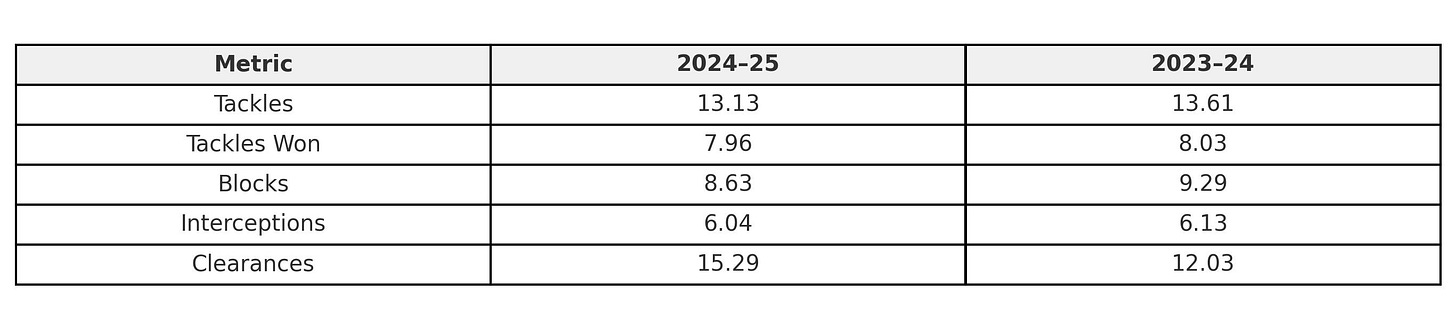 Metric 2024–25 2023–24
Tackles 13.13 13.61
Tackles Won 7.96 8.03
Blocks 8.63 9.29
Interceptions 6.04 6.13
Clearances 15.29 12.03